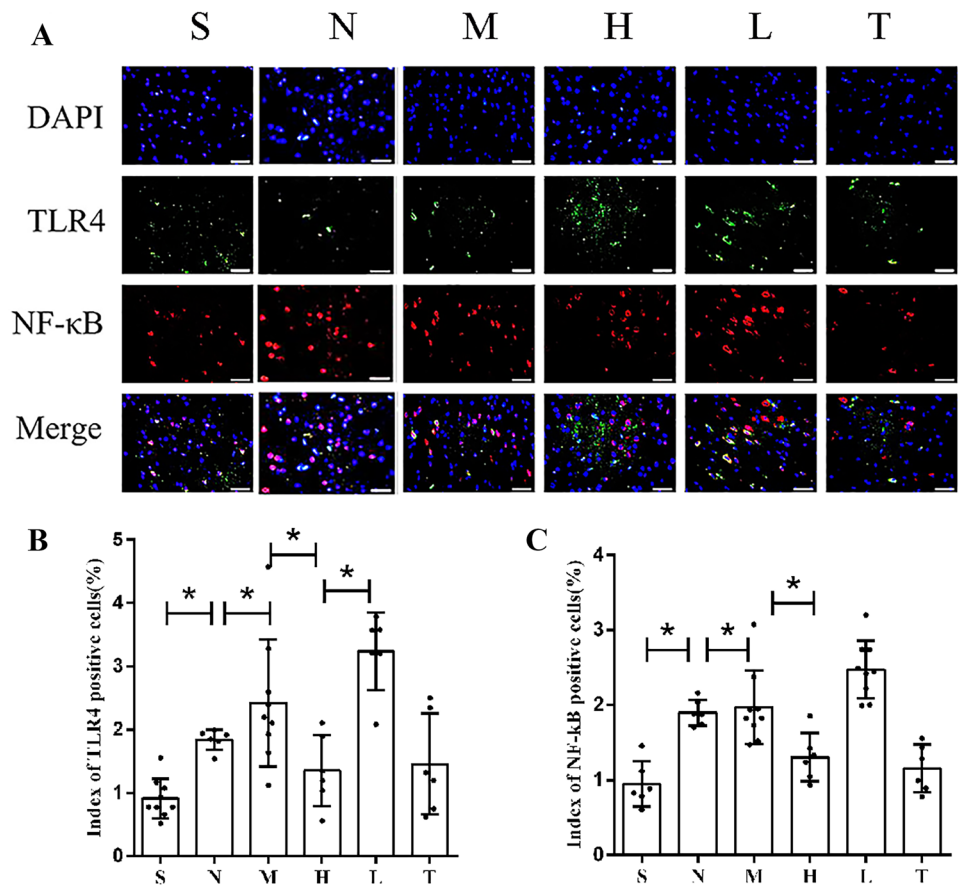 A
S N M H L T
DAPI
TLR4
NF-κB
Merge
B
Index of TLR4 positive cells(%)
5
4
3
2
1
0
* * * *
S N M H L T
C
Index of NF-kB positive cells(%)
4
3
2
1
0
* * *
S N M H L T